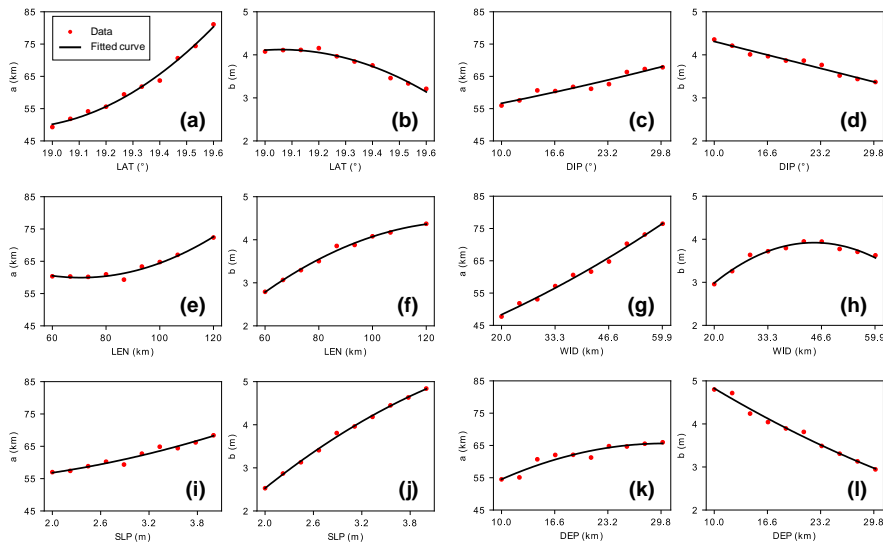 85
75
65
55
45
a (km)
Data
Fitted curve
(a)
19.0 19.1 19.2 19.3 19.4 19.5 19.6
LAT (°)
5
4
3
2
b (m)
(b)
19.0 19.1 19.2 19.3 19.4 19.5 19.6
LAT (°)
85
75
65
55
45
a (km)
(c)
10.0 16.6 23.2 29.8
DIP (°)
5
4
3
2
b (m)
(d)
10.0 16.6 23.2 29.8
DIP (°)
85
75
65
55
45
a (km)
(e)
60 80 100 120
LEN (km)
5
4
3
2
b (m)
(f)
60 80 100 120
LEN (km)
85
75
65
55
45
a (km)
(g)
20.0 33.3 46.6 59.9
WID (km)
5
4
3
2
b (m)
(h)
20.0 33.3 46.6 59.9
WID (km)
85
75
65
55
45
a (km)
(i)
2.0 2.6 3.2 3.8
SLP (m)
5
4
3
2
b (m)
(j)
2.0 2.6 3.2 3.8
SLP (m)
85
75
65
55
45
a (km)
(k)
10.0 16.6 23.2 29.8
DEP (km)
5
4
3
2
b (m)
(l)
10.0 16.6 23.2 29.8
DEP (km)